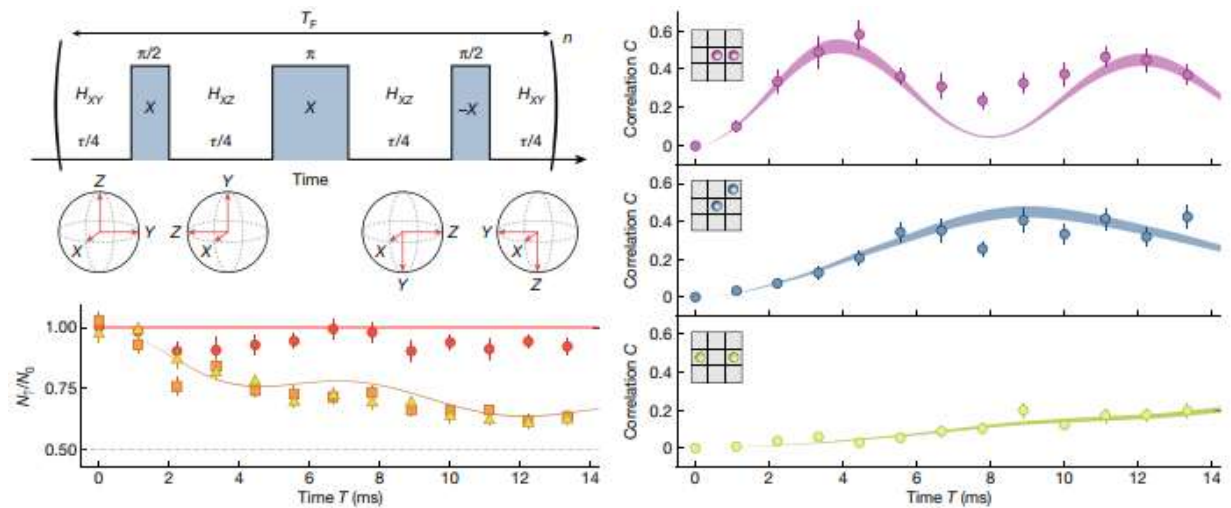 T_F
n
π/2 π π/2
H_XY H_XZ H_XZ H_XY
X X –X
τ/4 τ/4 τ/4 τ/4
Time
Z Y
Y Z X X Z Y X X
Y Z
1.00
0.75
0.50
N_T/N_0
0 2 4 6 8 10 12 14
Time T (ms)
0.6
0.4
0.2
0
Correlation C
0.6
0.4
0.2
0
Correlation C
0.6
0.4
0.2
0
Correlation C
0 2 4 6 8 10 12 14
Time T (ms)